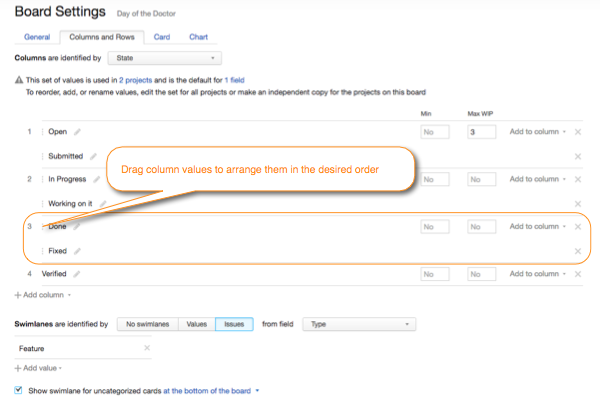 Board Settings Day of the Doctor
General Columns and Rows Card Chart
Columns are identified by State
This set of values is used in 2 projects and is the default for 1 field
To reorder, add, or rename values, edit the set for all projects or make an independent copy for the projects on this board
Min Max WIP
1 Open No 3 Add to column
Submitted
Drag column values to arrange them in the desired order
2 In Progress No No Add to column
Working on it
3 Done No No Add to column
Fixed
4 Verified No No Add to column
+ Add column
Swimlanes are identified by No swimlanes Values Issues from field Type
Feature
+ Add value
Show swimlane for uncategorized cards at the bottom of the board